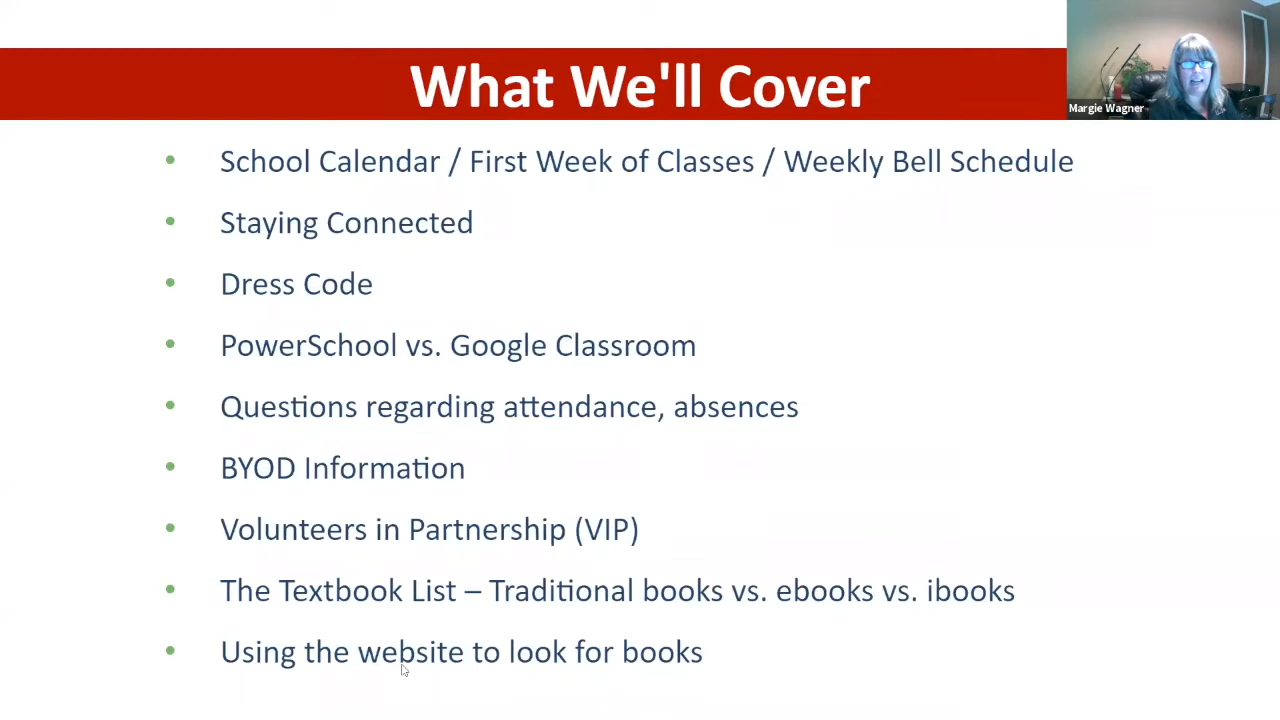 What We'll Cover
Margie Wagner
• School Calendar / First Week of Classes / Weekly Bell Schedule
• Staying Connected
• Dress Code
• PowerSchool vs. Google Classroom
• Questions regarding attendance, absences
• BYOD Information
• Volunteers in Partnership (VIP)
• The Textbook List – Traditional books vs. ebooks vs. ibooks
• Using the website to look for books